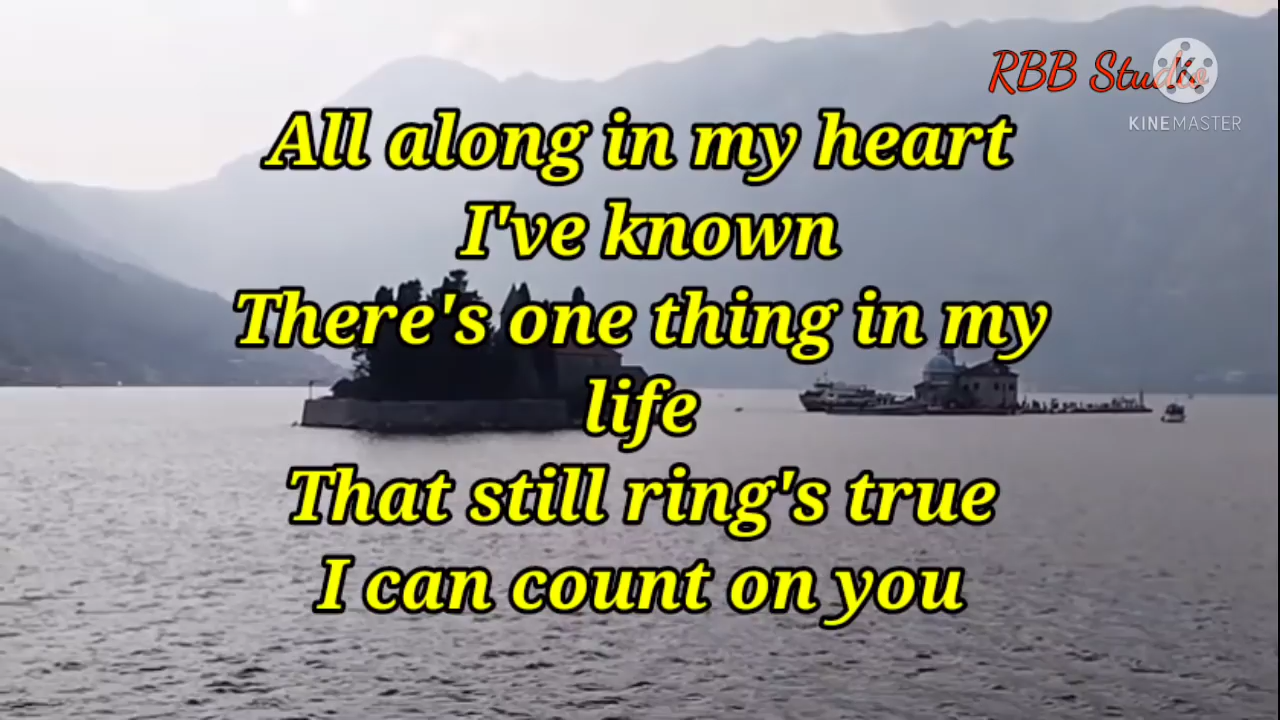 RBB Studio
KINEMASTER
All along in my heart
I've known
There's one thing in my
life
That still ring's true
I can count on you